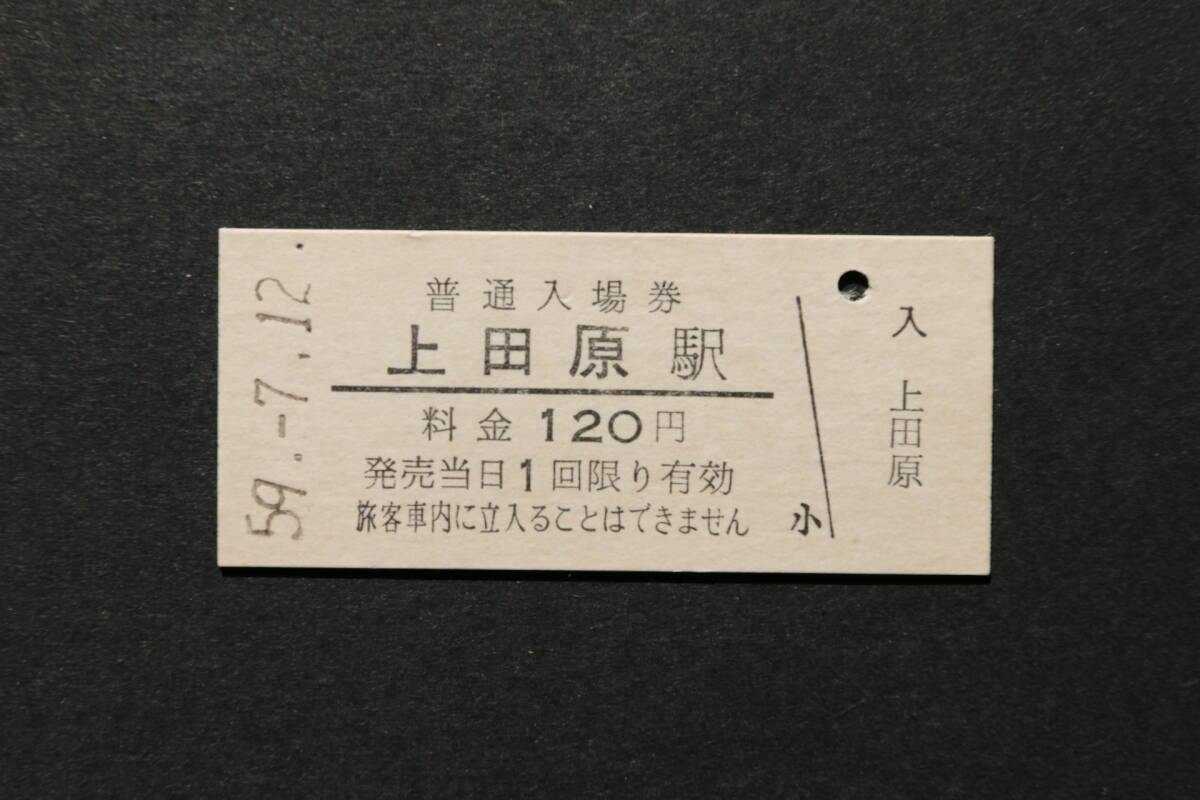 59.-7.12.
普通入場券
上田原駅
料金120円
発売当日1回限り有効
旅客車内に立入ることはできません
小
入
上田原